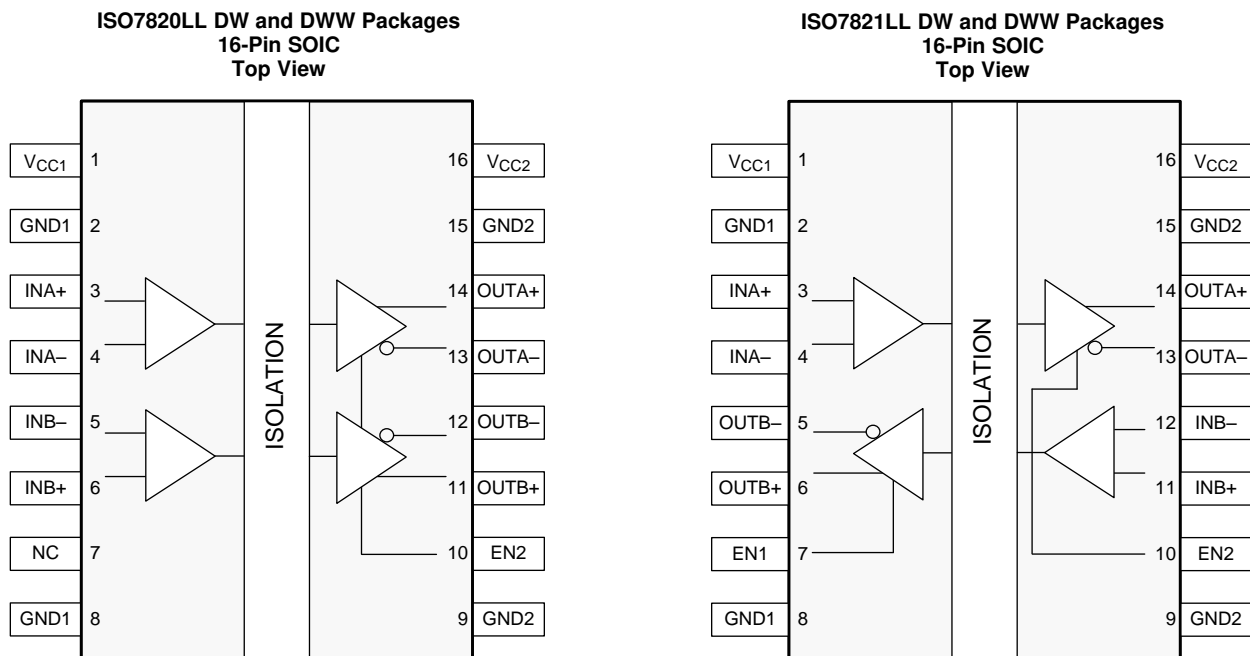 ISO7820LL DW and DWW Packages
16-Pin SOIC
Top View
VCC1 1 16 VCC2
GND1 2 15 GND2
INA+ 3 14 OUTA+
INA– 4 13 OUTA–
INB– 5 12 OUTB–
INB+ 6 11 OUTB+
NC 7 10 EN2
GND1 8 9 GND2
ISOLATION
ISO7821LL DW and DWW Packages
16-Pin SOIC
Top View
VCC1 1 16 VCC2
GND1 2 15 GND2
INA+ 3 14 OUTA+
INA– 4 13 OUTA–
OUTB– 5 12 INB–
OUTB+ 6 11 INB+
EN1 7 10 EN2
GND1 8 9 GND2
ISOLATION